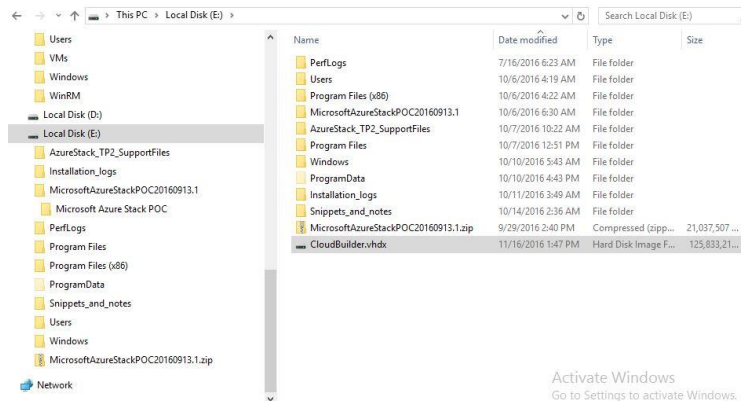 This PC > Local Disk (E:) >
Search Local Disk (E:)
Users
VMs
Windows
WinRM
Local Disk (D:)
Local Disk (E:)
AzureStack_TP2_SupportFiles
Installation_logs
MicrosoftAzureStackPOC20160913.1
Microsoft Azure Stack POC
PerfLogs
Program Files
Program Files (x86)
ProgramData
Snippets_and_notes
Users
Windows
MicrosoftAzureStackPOC20160913.1.zip
Network
Name Date modified Type Size
PerfLogs 7/16/2016 6:23 AM File folder
Users 10/6/2016 4:19 AM File folder
Program Files (x86) 10/6/2016 4:22 AM File folder
MicrosoftAzureStackPOC20160913.1 10/6/2016 6:30 AM File folder
AzureStack_TP2_SupportFiles 10/7/2016 10:22 AM File folder
Program Files 10/7/2016 12:51 PM File folder
Windows 10/10/2016 5:43 AM File folder
ProgramData 10/10/2016 4:43 PM File folder
Installation_logs 10/11/2016 3:49 AM File folder
Snippets_and_notes 10/14/2016 2:36 AM File folder
MicrosoftAzureStackPOC20160913.1.zip 9/29/2016 2:40 PM Compressed (zipp... 21,037,507 ...
CloudBuilder.vhdx 11/16/2016 1:47 PM Hard Disk Image F... 125,833,21...
Activate Windows
Go to Settings to activate Windows.